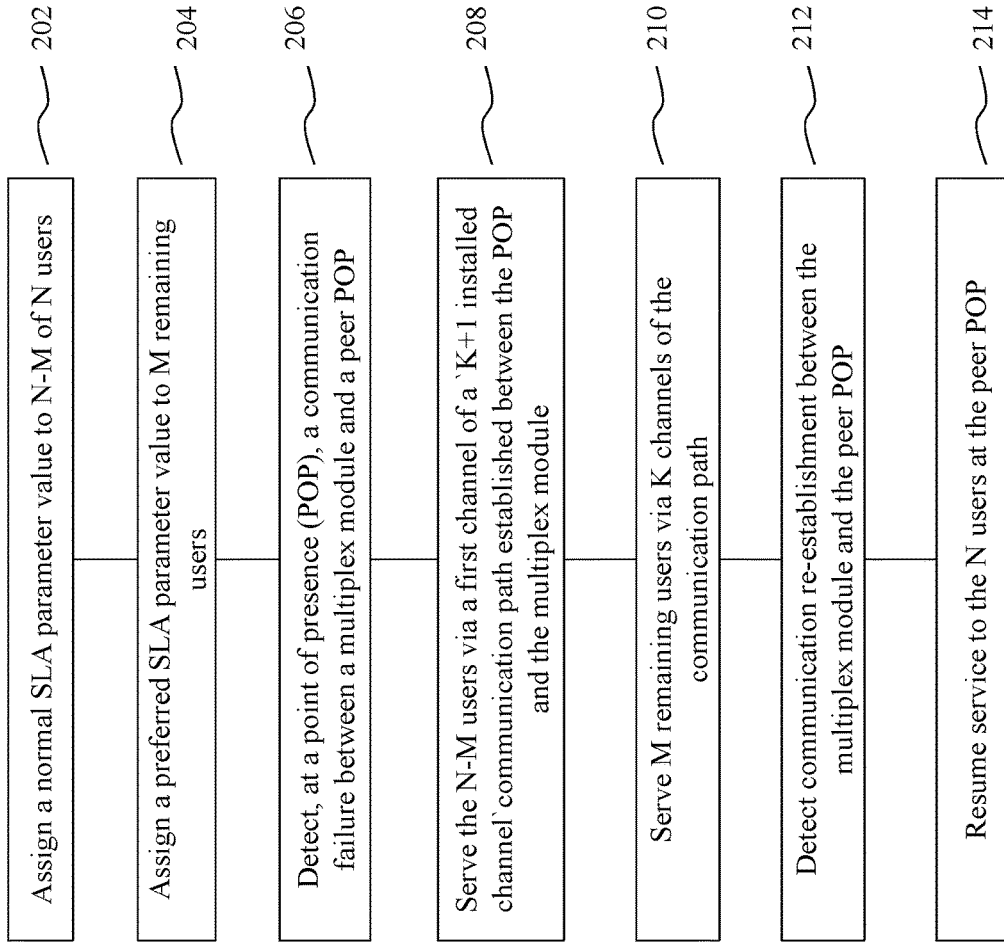 Assign a normal SLA parameter value to N-M of N users
202
Assign a preferred SLA parameter value to M remaining
users
204
Detect, at a point of presence (POP), a communication
failure between a multiplex module and a peer POP
206
Serve the N-M users via a first channel of a `K+1 installed
channel` communication path established between the POP
and the multiplex module
208
Serve M remaining users via K channels of the
communication path
210
Detect communication re-establishment between the
multiplex module and the peer POP
212
Resume service to the N users at the peer POP
214